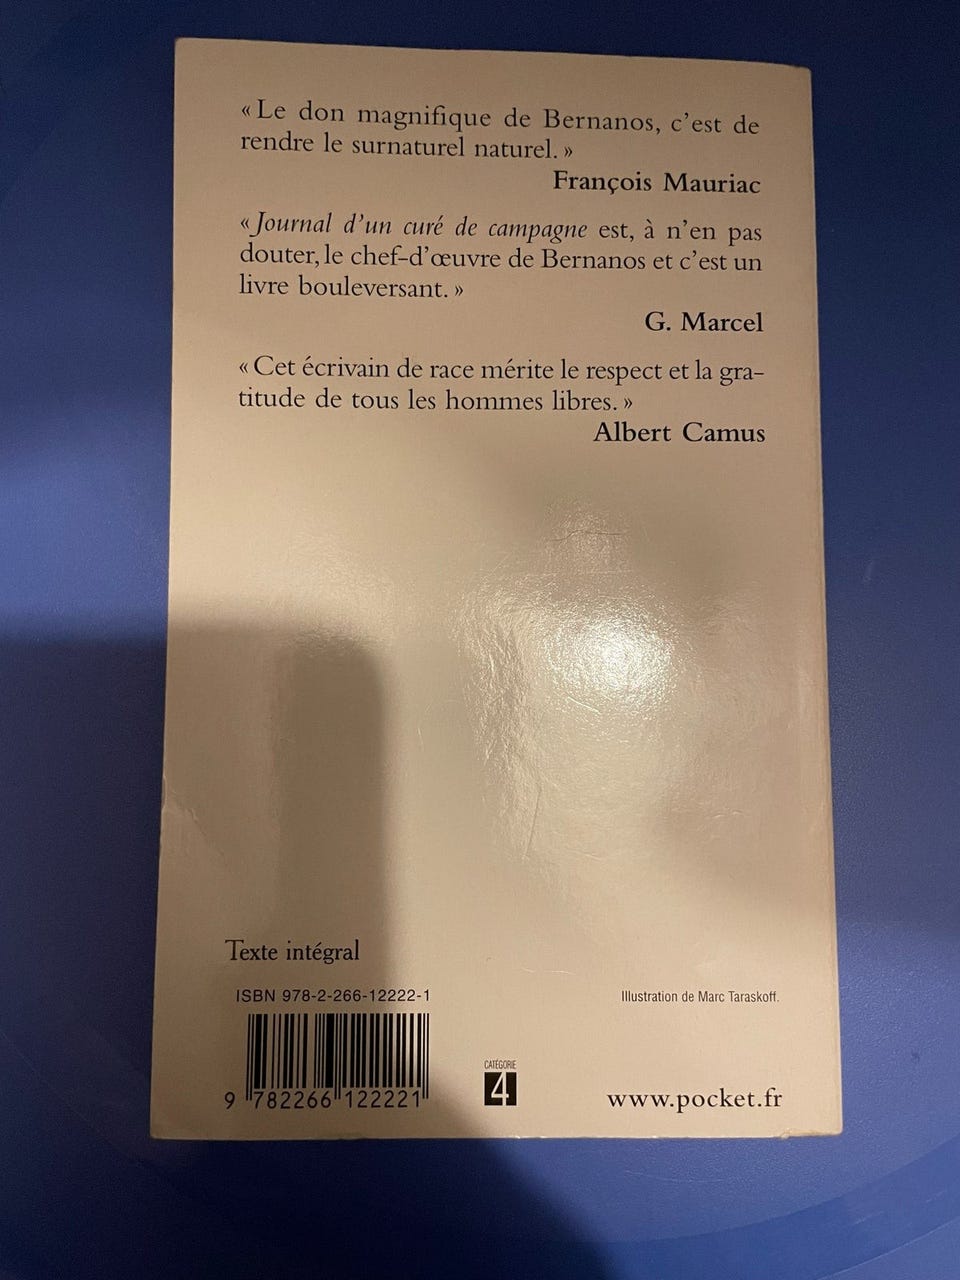 « Le don magnifique de Bernanos, c’est de
rendre le surnaturel naturel. »
François Mauriac
« Journal d’un curé de campagne est, à n’en pas
douter, le chef-d’œuvre de Bernanos et c’est un
livre bouleversant. »
G. Marcel
« Cet écrivain de race mérite le respect et la gra-
titude de tous les hommes libres. »
Albert Camus
Texte intégral
ISBN 978-2-266-12222-1
Illustration de Marc Taraskoff.
9 782266 122221
CATÉGORIE
4
www.pocket.fr